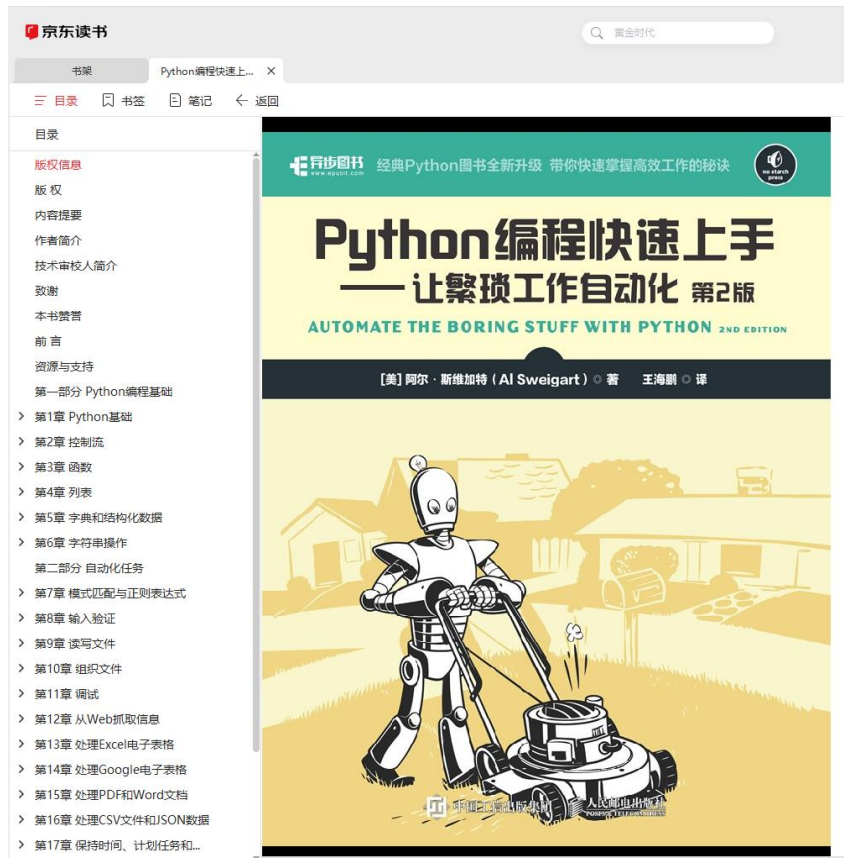 京东读书
黄金时代
书架
Python编程快速上...
目录
书签
笔记
返回
目录
版权信息
版 权
内容提要
作者简介
技术审校人简介
致谢
本书赞誉
前 言
资源与支持
第一部分 Python编程基础
第1章 Python基础
第2章 控制流
第3章 函数
第4章 列表
第5章 字典和结构化数据
第6章 字符串操作
第二部分 自动化任务
第7章 模式匹配与正则表达式
第8章 输入验证
第9章 读写文件
第10章 组织文件
第11章 调试
第12章 从Web抓取信息
第13章 处理Excel电子表格
第14章 处理Google电子表格
第15章 处理PDF和Word文档
第16章 处理CSV文件和JSON数据
第17章 保持时间、计划任务和...
异步图书
www.epubit.com
经典Python图书全新升级 带你快速掌握高效工作的秘诀
no starch
press
Python编程快速上手
——让繁琐工作自动化 第2版
AUTOMATE THE BORING STUFF WITH PYTHON 2ND EDITION
[美] 阿尔·斯维加特（Al Sweigart）◎ 著 王海鹏 ◎ 译
中国工信出版集团
人民邮电出版社
POSTS & TELECOM PRESS